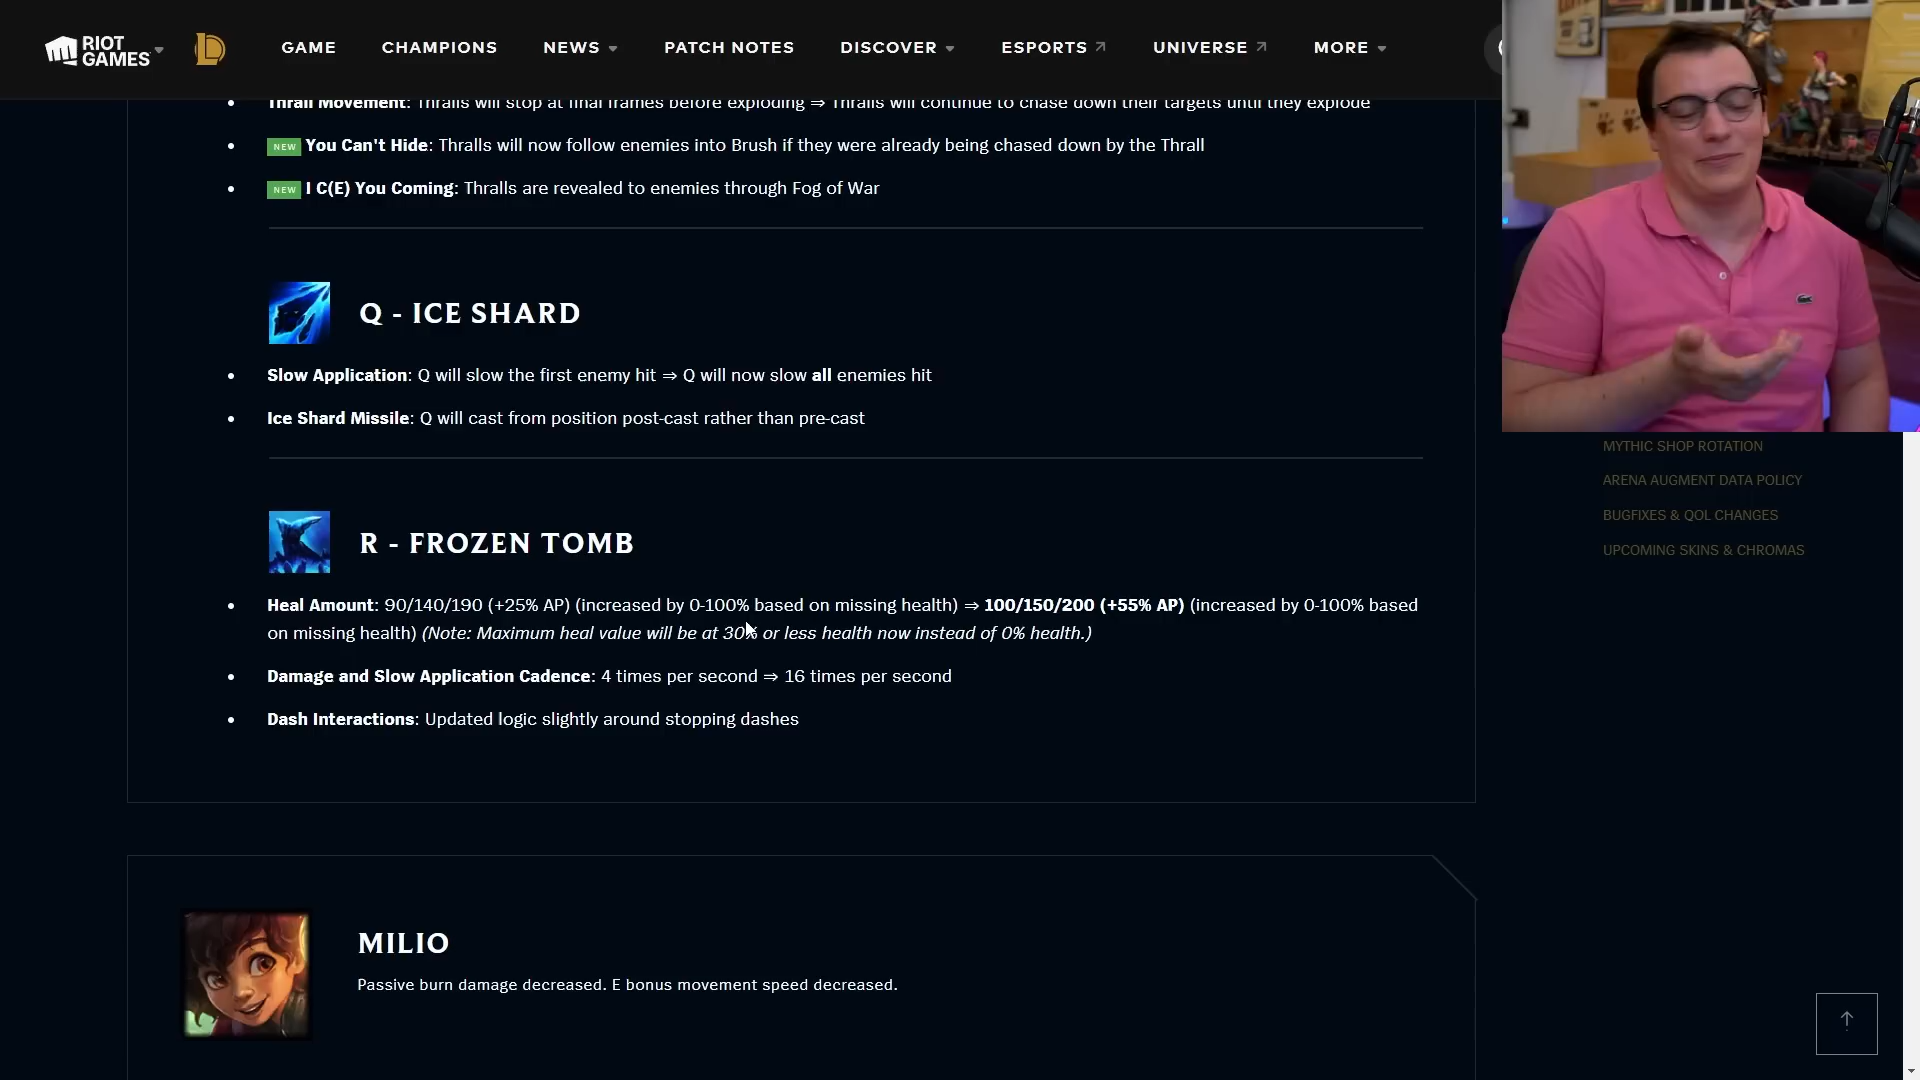 RIOT GAMES
GAME
CHAMPIONS
NEWS
PATCH NOTES
DISCOVER
ESPORTS
UNIVERSE
MORE
Thrall Movement: Thralls will stop at final frames before exploding ⇒ Thralls will continue to chase down their targets until they explode
NEW You Can't Hide: Thralls will now follow enemies into Brush if they were already being chased down by the Thrall
NEW I C(E) You Coming: Thralls are revealed to enemies through Fog of War
Q - ICE SHARD
Slow Application: Q will slow the first enemy hit ⇒ Q will now slow all enemies hit
Ice Shard Missile: Q will cast from position post-cast rather than pre-cast
R - FROZEN TOMB
Heal Amount: 90/140/190 (+25% AP) (increased by 0-100% based on missing health) ⇒ 100/150/200 (+55% AP) (increased by 0-100% based
on missing health) (Note: Maximum heal value will be at 30% or less health now instead of 0% health.)
Damage and Slow Application Cadence: 4 times per second ⇒ 16 times per second
Dash Interactions: Updated logic slightly around stopping dashes
MILIO
Passive burn damage decreased. E bonus movement speed decreased.
MYTHIC SHOP ROTATION
ARENA AUGMENT DATA POLICY
BUGFIXES & QOL CHANGES
UPCOMING SKINS & CHROMAS